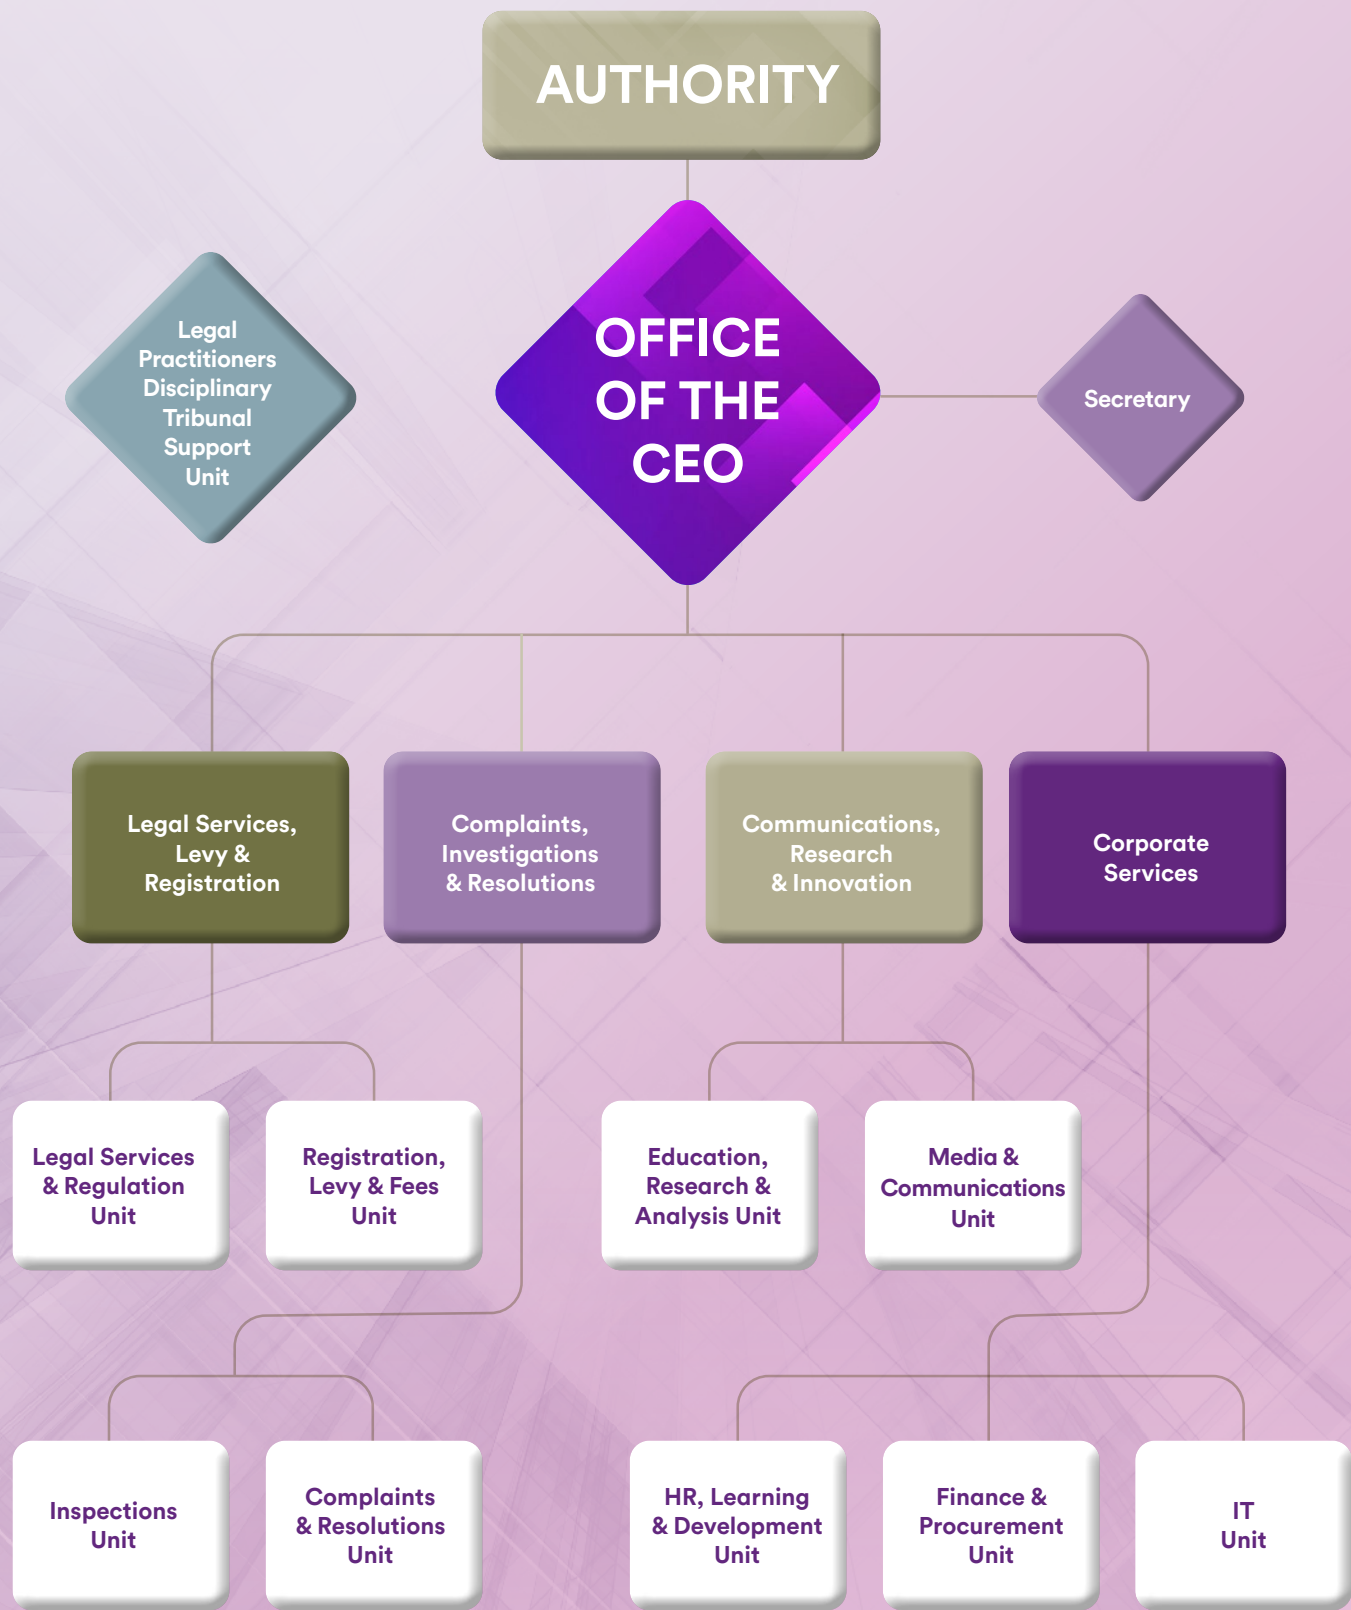 AUTHORITY
Legal
Practitioners
Disciplinary
Tribunal
Support
Unit
OFFICE
OF THE
CEO
Secretary
Legal Services,
Levy &
Registration
Complaints,
Investigations
& Resolutions
Communications,
Research
& Innovation
Corporate
Services
Legal Services
& Regulation
Unit
Registration,
Levy & Fees
Unit
Education,
Research &
Analysis Unit
Media &
Communications
Unit
Inspections
Unit
Complaints
& Resolutions
Unit
HR, Learning
& Development
Unit
Finance &
Procurement
Unit
IT
Unit